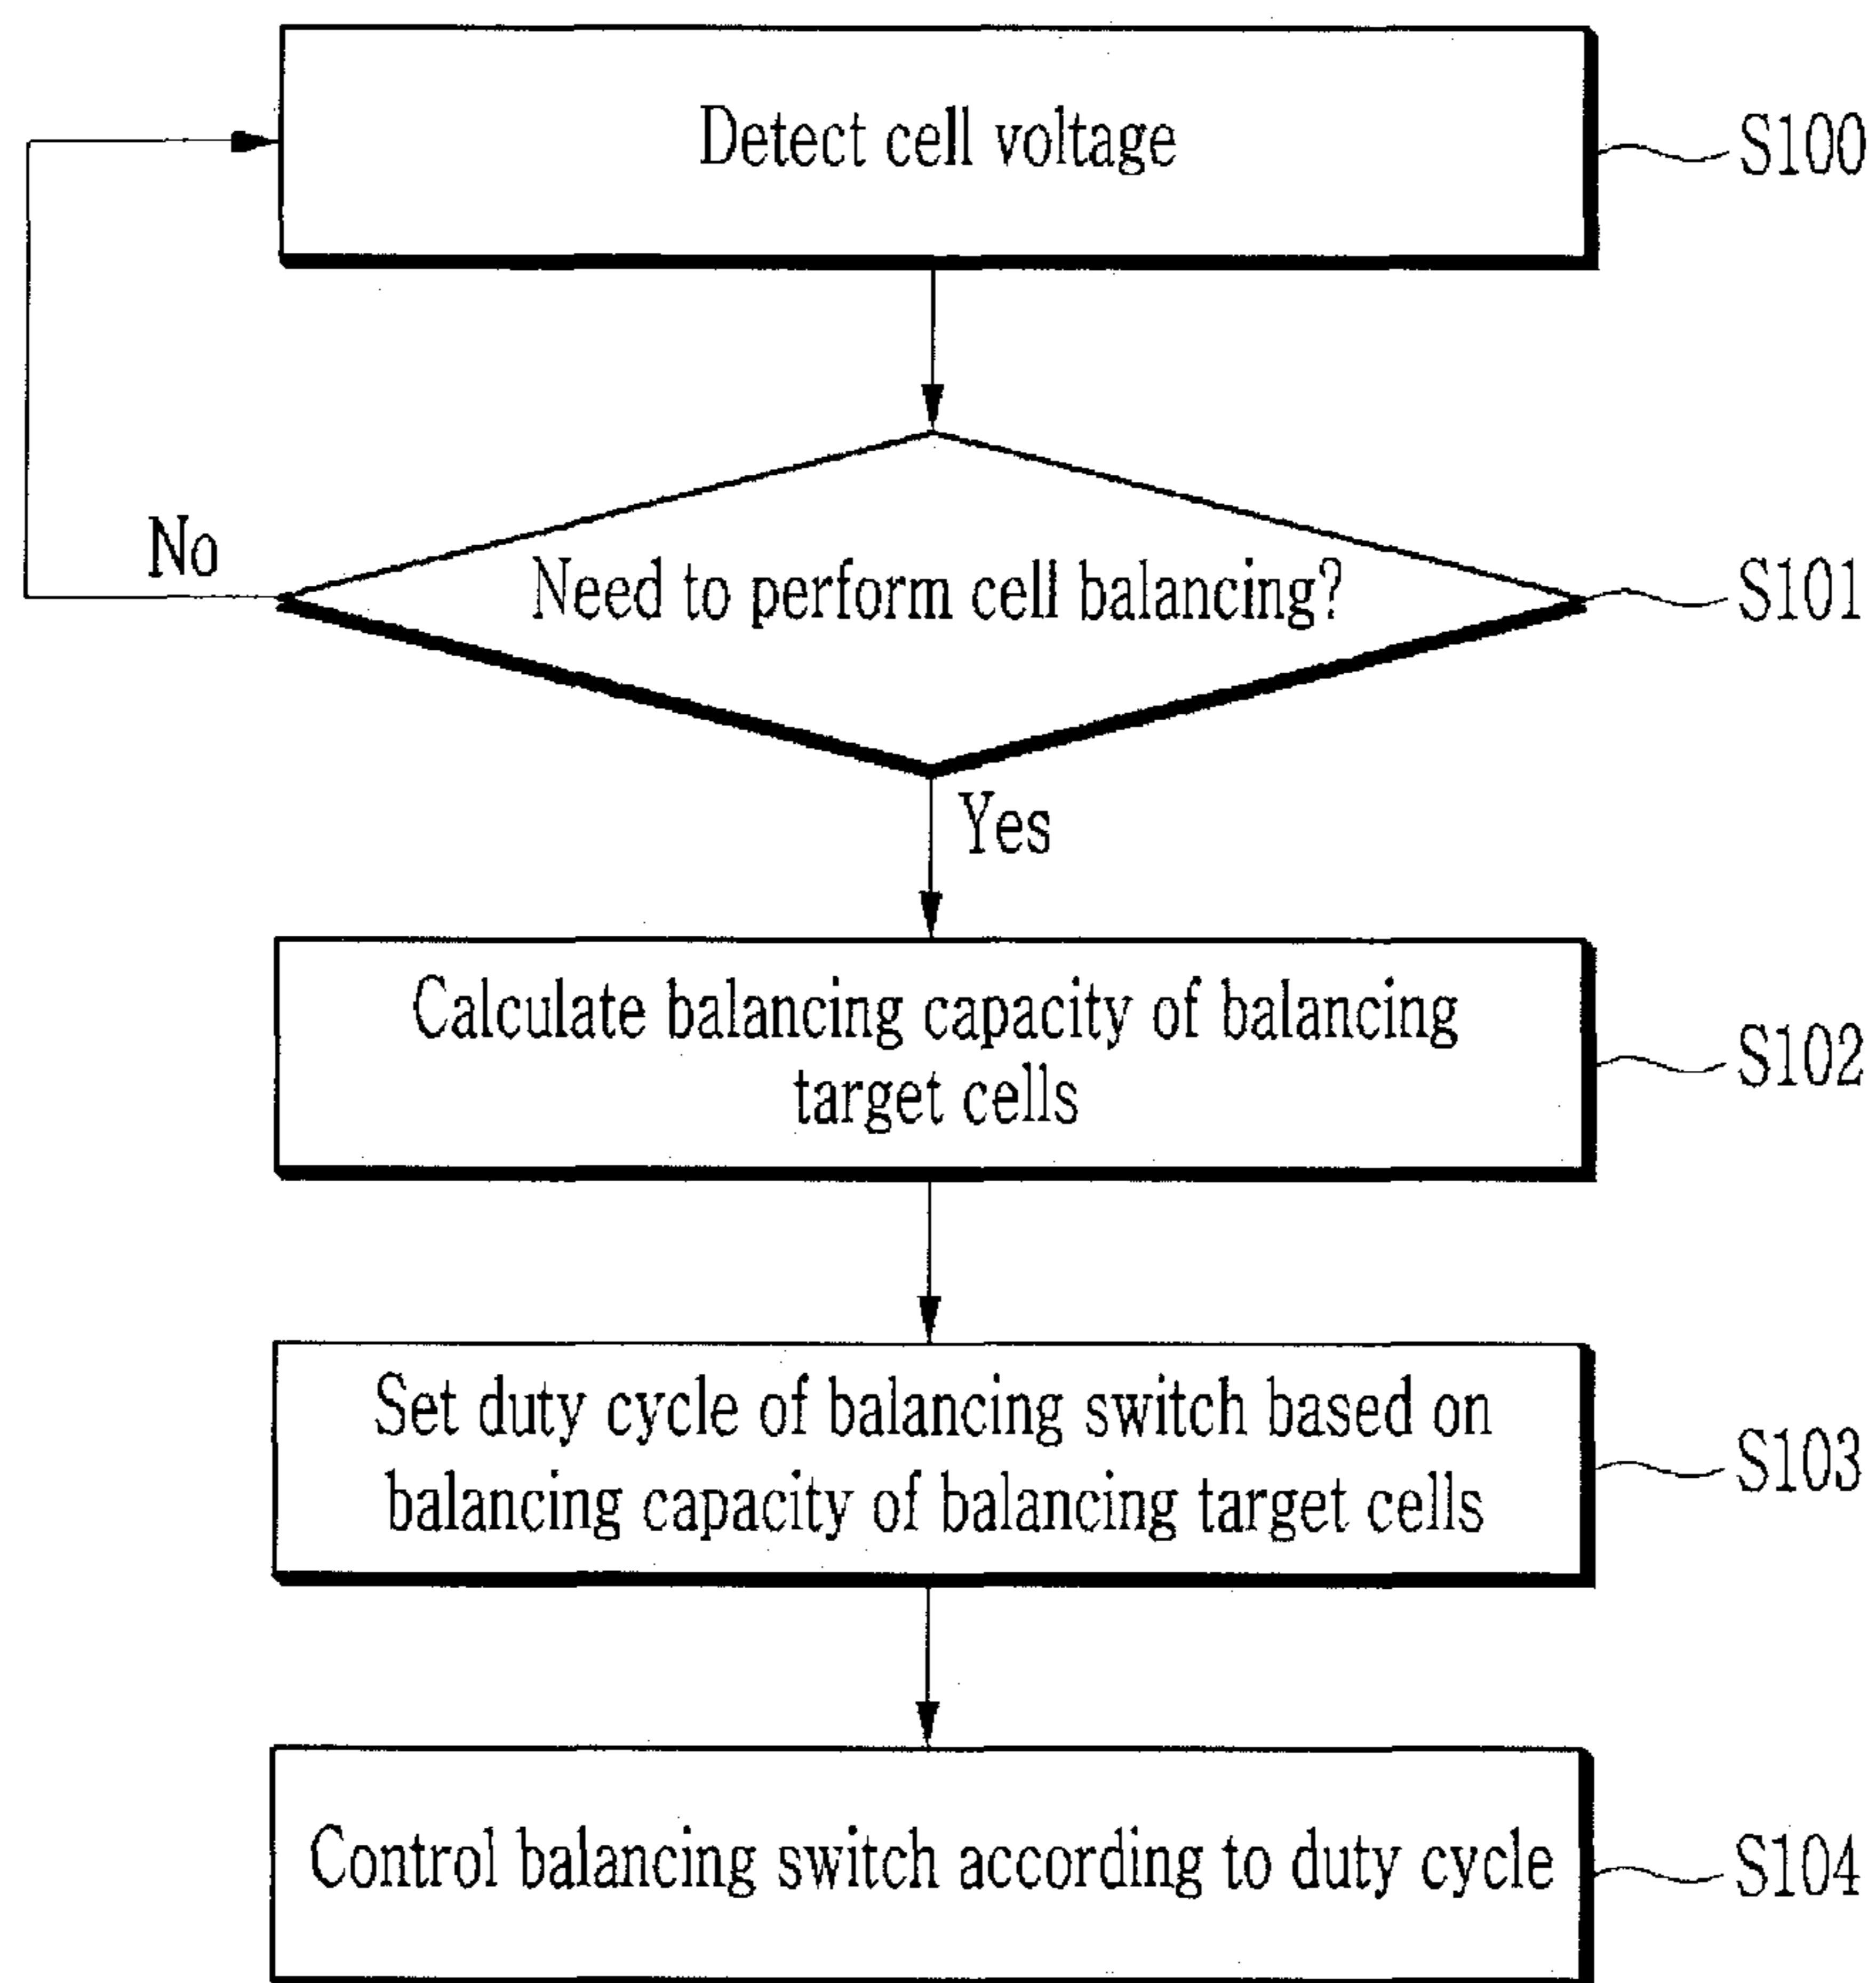 Detect cell voltage
S100
No
Need to perform cell balancing?
S101
Yes
Calculate balancing capacity of balancing
target cells
S102
Set duty cycle of balancing switch based on
balancing capacity of balancing target cells
S103
Control balancing switch according to duty cycle
S104